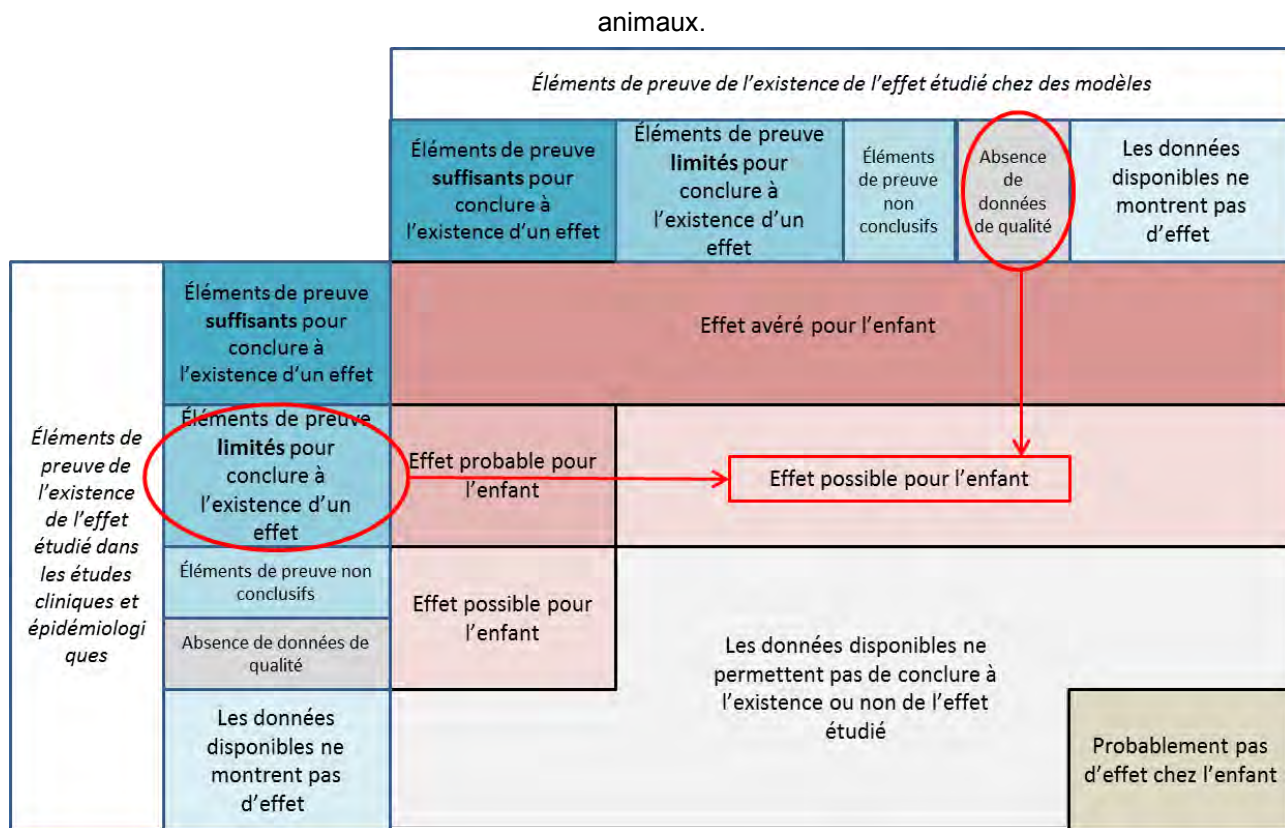 animaux.
Éléments de preuve de l'existence de l'effet étudié chez des modèles
Éléments de preuve
suffisants pour
conclure à
l'existence d'un effet
Éléments de preuve
limités pour
conclure à
l'existence d'un
effet
Éléments
de preuve
non
conclusifs
Absence
de
données
de qualité
Les données
disponibles ne
montrent pas
d'effet
Éléments de
preuve de
l'existence
de l'effet
étudié dans
les études
cliniques et
épidémiologi
ques
Éléments de preuve
suffisants pour
conclure à
l'existence d'un effet
Effet avéré pour l'enfant
Éléments de preuve
limités pour
conclure à
l'existence d'un
effet
Effet probable pour
l'enfant
Effet possible pour l'enfant
Éléments de preuve non
conclusifs
Absence de données de
qualité
Effet possible pour
l'enfant
Les données disponibles ne
permettent pas de conclure à
l'existence ou non de l'effet
étudié
Les données
disponibles ne
montrent pas
d'effet
Probablement pas
d'effet chez l'enfant